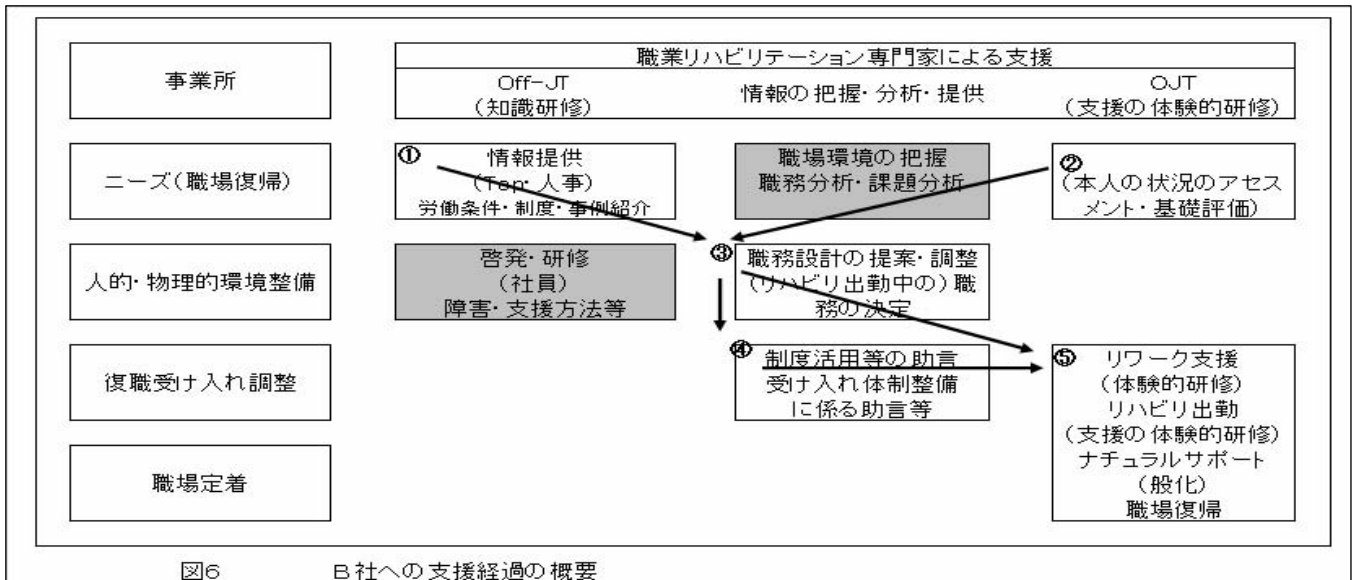 事業所
職業リハビリテーション専門家による支援
Off-JT
(知識研修)
情報の把握・分析・提供
OJT
(支援の体験的研修)
ニーズ(職場復帰)
① 情報提供
(Top・人事)
労働条件・制度・事例紹介
職場環境の把握
職務分析・課題分析
②
(本人の状況のアセス
メント・基礎評価)
人的・物理的環境整備
啓発・研修
(社員)
障害・支援方法等
③ 職務設計の提案・調整
(リハビリ出勤中の)職
務の決定
復職受け入れ調整
④ 制度活用等の助言
受け入れ体制整備
に係る助言等
⑤ リワーク支援
(体験的研修)
リハビリ出勤
(支援の体験的研修)
ナチュラルサポート
(般化)
職場復帰
職場定着
図6 B社への支援経過の概要